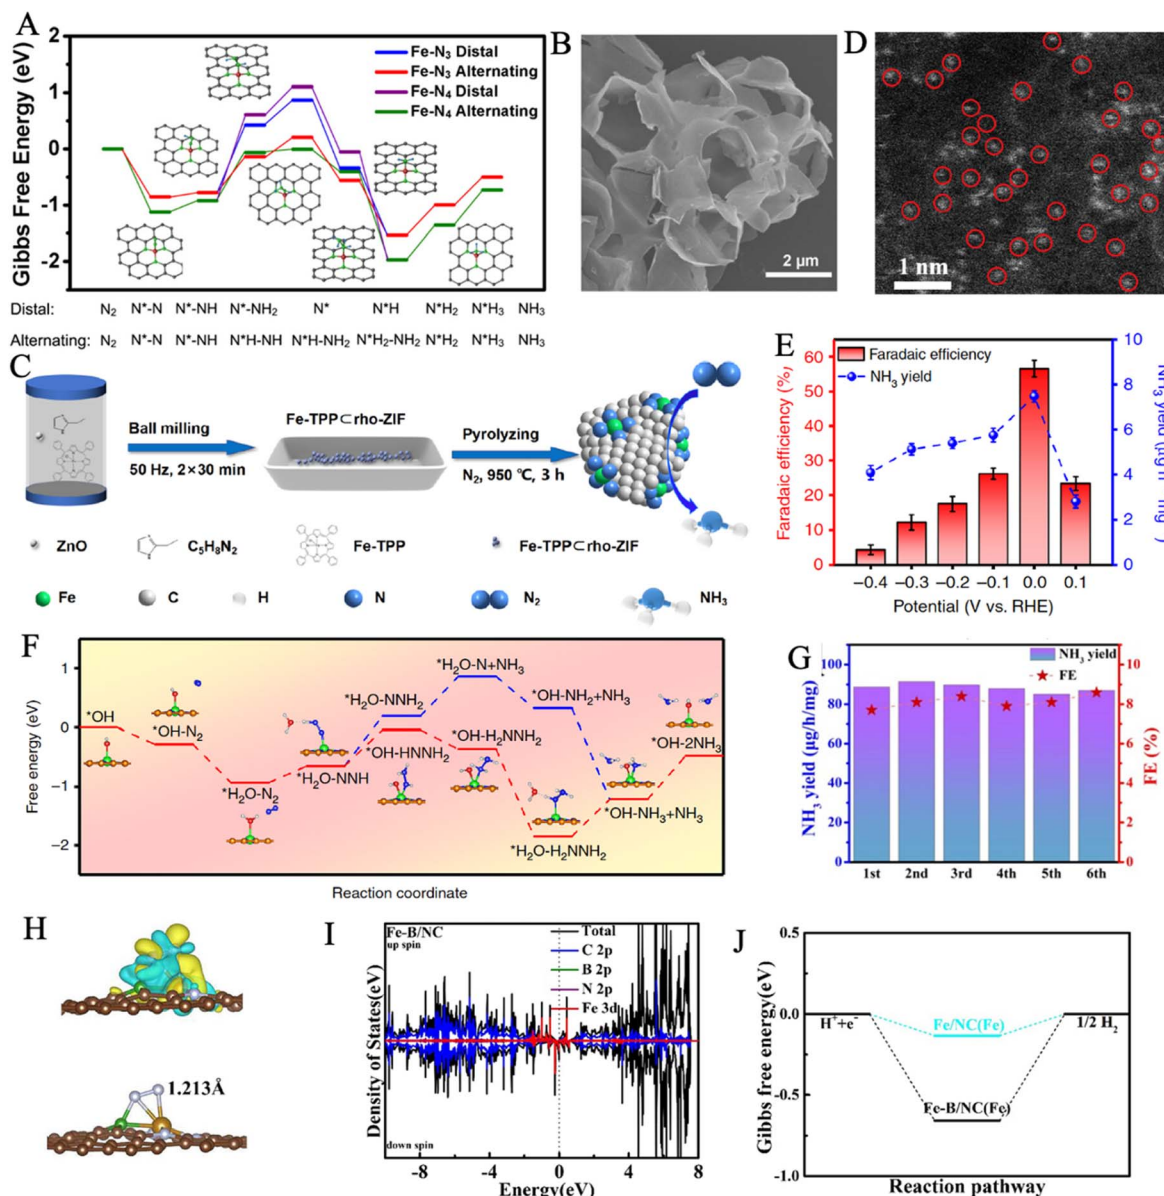 A
2
1
0
-1
-2
Gibbs Free Energy (eV)
Fe-N₃ Distal
Fe-N₃ Alternating
Fe-N₄ Distal
Fe-N₄ Alternating
Distal: N₂ N*-N N*-NH N*-NH₂ N* N*H N*H₂ N*H₃ NH₃
Alternating: N₂ N*-N N*-NH N*H-NH N*H-NH₂ N*H₂-NH₂ N*H₂ N*H₃ NH₃
B
2 μm
D
1 nm
C
Ball milling
50 Hz, 2×30 min
Fe-TPP⊂rho-ZIF
Pyrolyzing
N₂, 950 ℃, 3 h
ZnO
C₅H₈N₂
Fe-TPP
Fe-TPP⊂rho-ZIF
Fe
C
H
N
N₂
NH₃
E
Faradaic efficiency
NH₃ yield
60
50
40
30
20
10
0
Faradaic efficiency (%)
10
8
6
4
2
0
−0.4 −0.3 −0.2 −0.1 0.0 0.1
Potential (V vs. RHE)
F
1
0
−1
−2
Free energy (eV)
*OH
*OH-N₂
*H₂O-N₂
*H₂O-NNH
*H₂O-NNH₂
*OH-HNNH₂
*H₂O-N+NH₃
*OH-H₂NNH₂
*OH-NH₂+NH₃
*H₂O-H₂NNH₂
*OH-NH₃+NH₃
*OH-2NH₃
Reaction coordinate
G
NH₃ yield
FE
100
80
60
40
20
0
NH₃ yield (μg/h/mg)
10
8
6
4
2
0
FE (%)
1st 2nd 3rd 4th 5th 6th
H
1.213Å
I
Fe-B/NC
up spin
Total
C 2p
B 2p
N 2p
Fe 3d
down spin
Density of States(eV)
-8 -4 0 4 8
Energy(eV)
J
0.5
0.0
-0.5
-1.0
Gibbs free energy(eV)
H⁺+e⁻
Fe/NC(Fe)
Fe-B/NC(Fe)
1/2 H₂
Reaction pathway